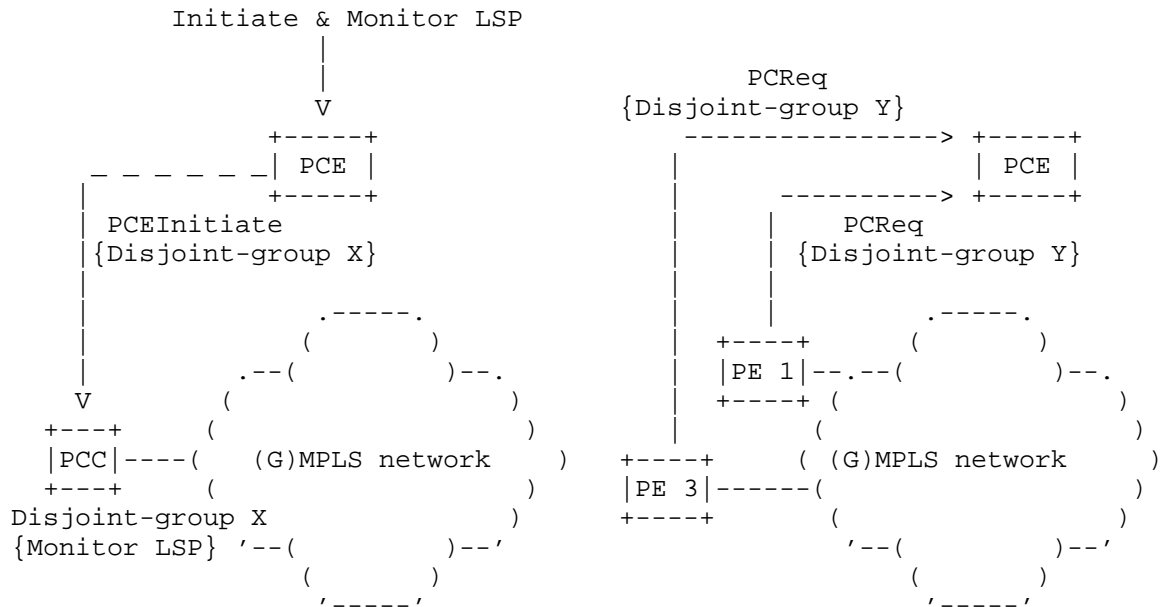 Initiate & Monitor LSP
PCReq
V {Disjoint-group Y}
PCE PCE
PCEInitiate PCReq
{Disjoint-group X} {Disjoint-group Y}
PE 1
V
PCC (G)MPLS network (G)MPLS network
PE 3
Disjoint-group X
{Monitor LSP}